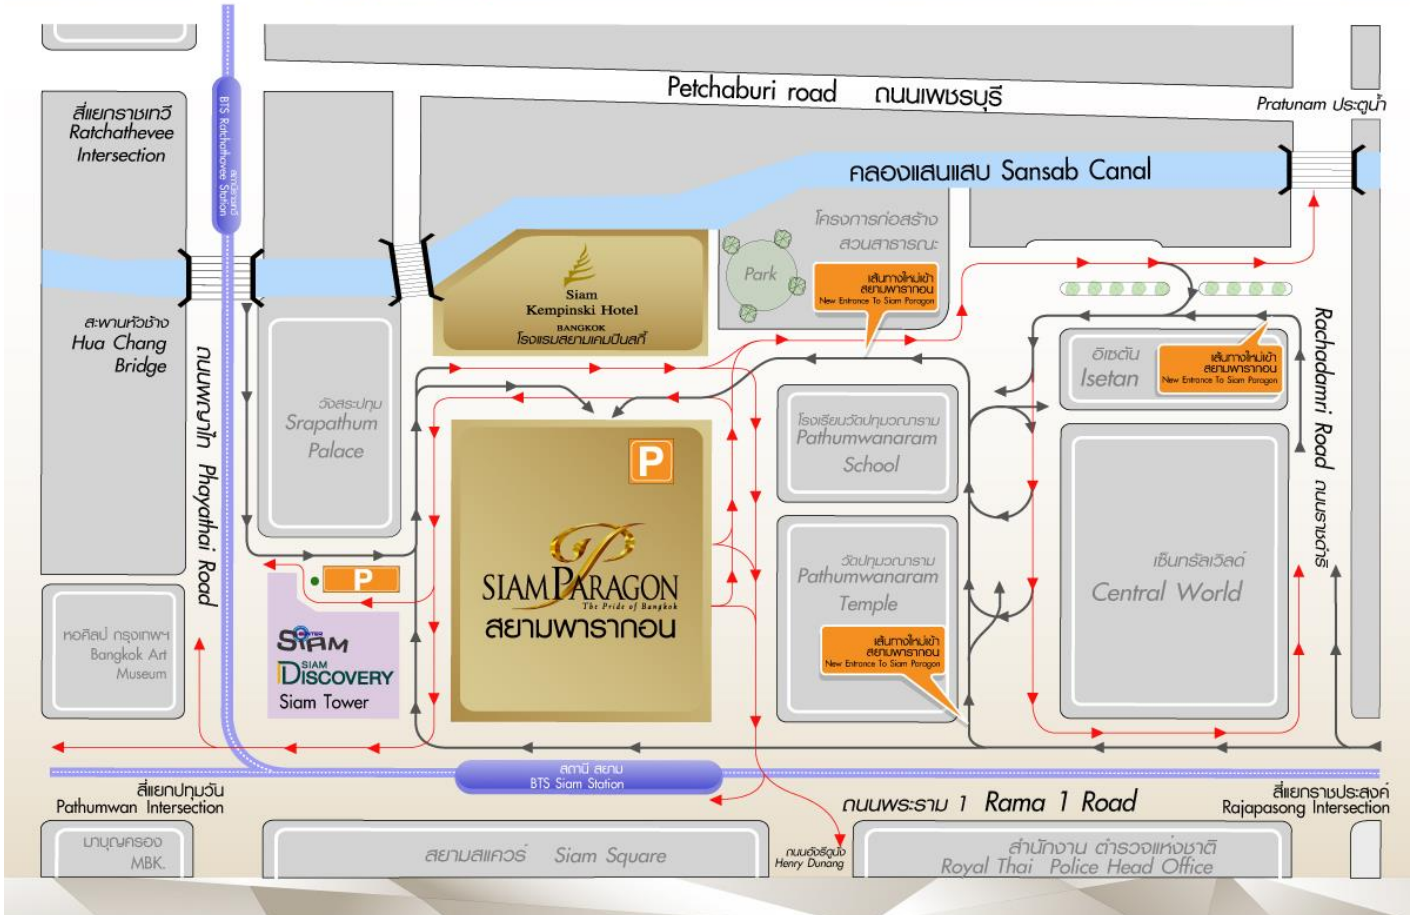 Petchaburi road ถนนเพชรบุรี
Pratunam ประตูน้ำ
สี่แยกราชเทวี
Ratchathevee
Intersection
BTS Ratchathevee Station
สถานีราชเทวี
คลองแสนแสบ Sansab Canal
โครงการก่อสร้าง
สวนสาธารณะ
Park
เส้นทางใหม่เข้า
สยามพารากอน
New Entrance To Siam Paragon
Siam
Kempinski Hotel
BANGKOK
โรงแรมสยามเคมปินสกี้
สะพานหัวช้าง
Hua Chang
Bridge
ถนนพญาไท Phayathai Road
วังสระปทุม
Srapathum
Palace
อิเซตัน
Isetan
เส้นทางใหม่เข้า
สยามพารากอน
New Entrance To Siam Paragon
Rachadamri Road ถนนราชดำริ
P
โรงเรียนวัดปทุมวณาราม
Pathumwanaram
School
SIAM PARAGON
The Pride of Bangkok
สยามพารากอน
P
วัดปทุมวณาราม
Pathumwanaram
Temple
เซ็นทรัลเวิลด์
Central World
เส้นทางใหม่เข้า
สยามพารากอน
New Entrance To Siam Paragon
หอศิลป กรุงเทพฯ
Bangkok Art
Museum
SIAM
CENTER
SIAM
DISCOVERY
Siam Tower
สถานี สยาม
BTS Siam Station
สี่แยกปทุมวัน
Pathumwan Intersection
ถนนพระราม 1 Rama 1 Road
สี่แยกราชประสงค์
Rajapasong Intersection
มาบุญครอง
MBK.
สยามสแควร์ Siam Square
ถนนอังรีดูนัง
Henry Dunang
สำนักงาน ตำรวจแห่งชาติ
Royal Thai Police Head Office